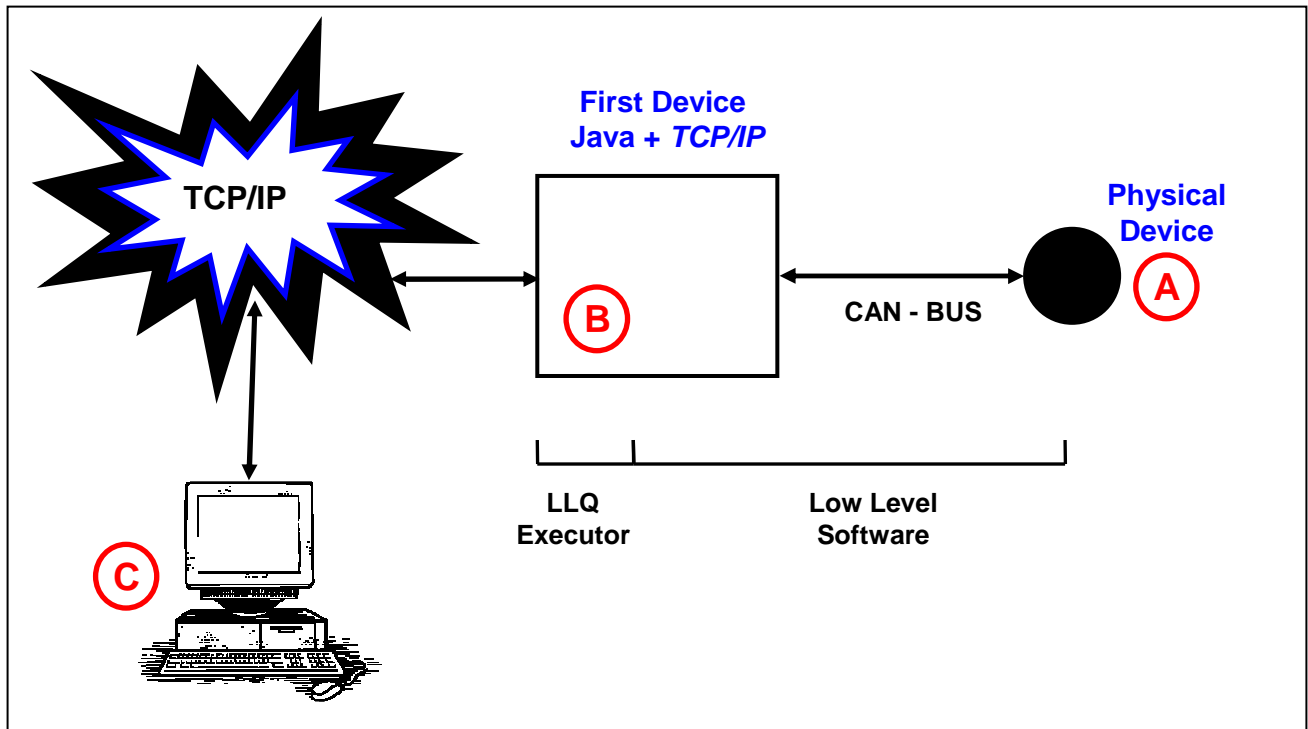 First Device
Java + TCP/IP
TCP/IP
Physical
Device
A
B
CAN - BUS
LLQ
Executor
Low Level
Software
C